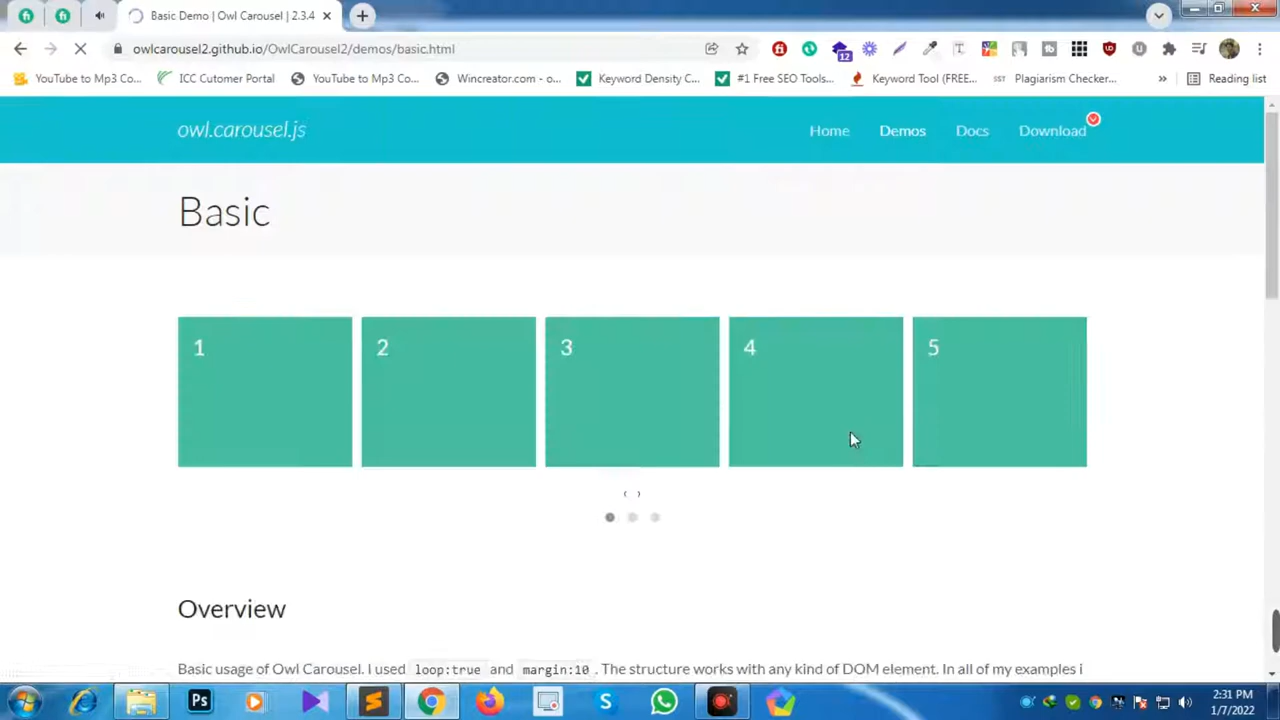 Basic Demo | Owl Carousel | 2.3.4
owlcarousel2.github.io/OwlCarousel2/demos/basic.html
12
YouTube to Mp3 Co...
ICC Cutomer Portal
YouTube to Mp3 Co...
Wincreator.com - o...
Keyword Density C...
#1 Free SEO Tools...
Keyword Tool (FREE...
SST
Plagiarism Checker...
»
Reading list
owl.carousel.js
Home
Demos
Docs
Download
Basic
1
2
3
4
5
‹ ›
Overview
Basic usage of Owl Carousel. I used loop:true and margin:10 . The structure works with any kind of DOM element. In all of my examples i
Ps
2:31 PM
1/7/2022